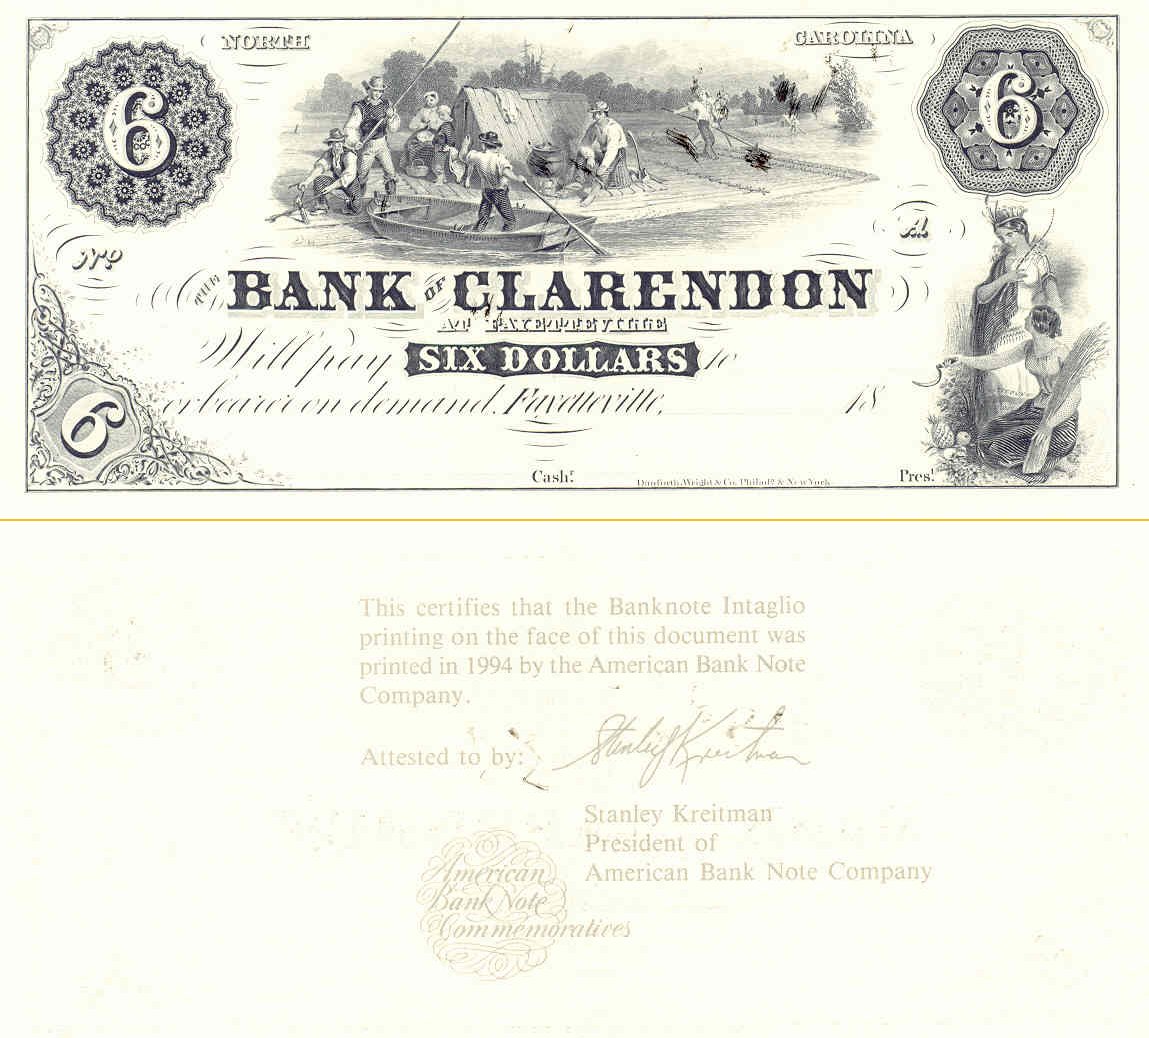 NORTH CAROLINA
6 6
Nº A
THE BANK OF CLARENDON
AT FAYETTEVILLE
Will pay SIX DOLLARS to
or bearer on demand. Fayetteville, 18
6
Cashr. Danforth, Wright & Co. Philada. & New York Prest.
This certifies that the Banknote Intaglio
printing on the face of this document was
printed in 1994 by the American Bank Note
Company.
Attested to by: Stanley Kreitman
Stanley Kreitman
President of
American Bank Note Company
American
Bank Note
Commemoratives